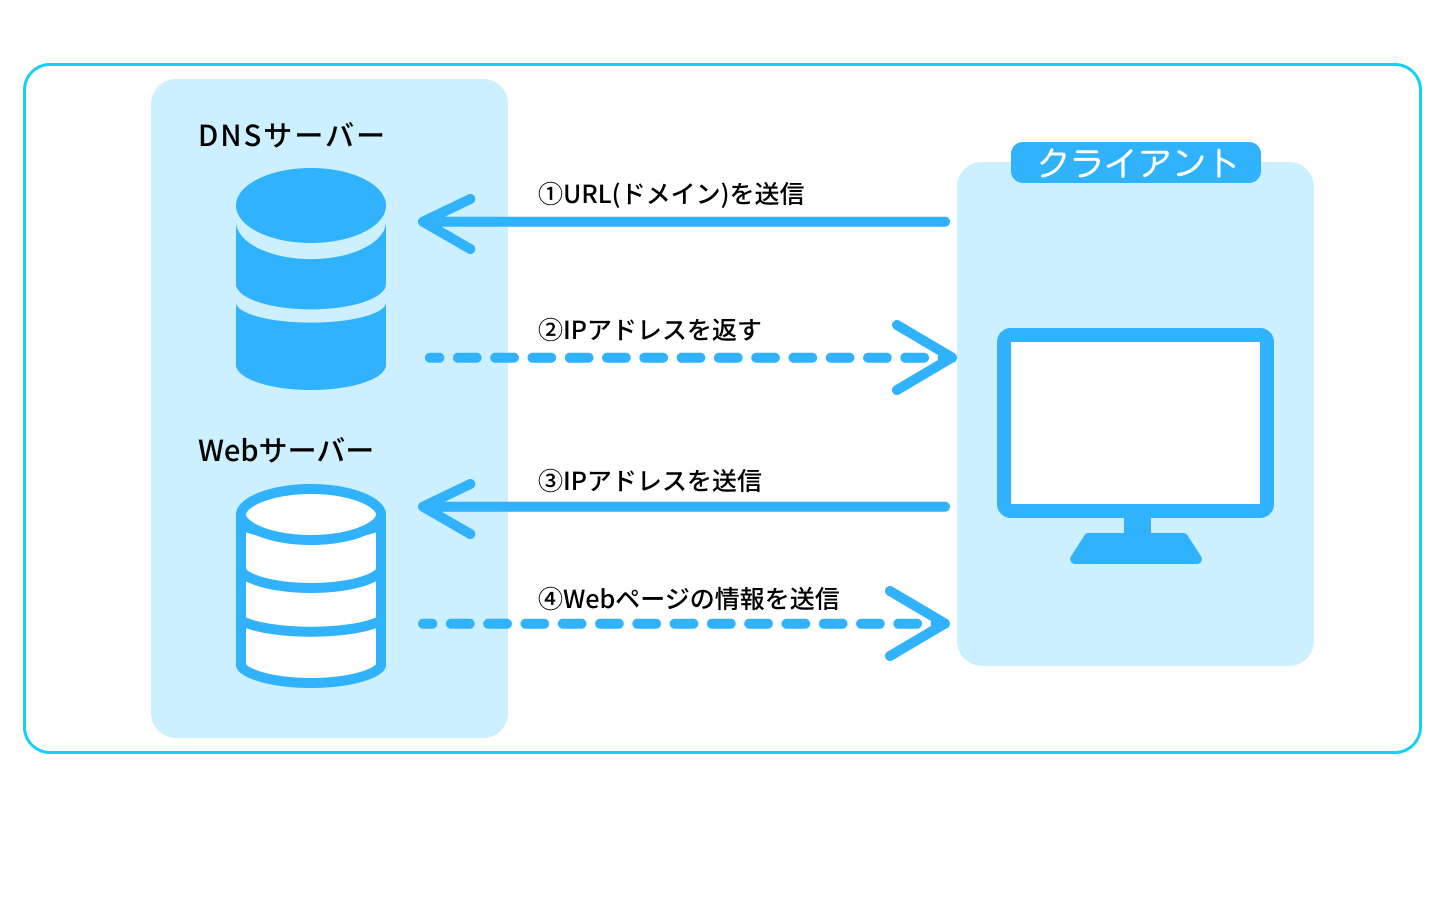 DNSサーバー
クライアント
①URL(ドメイン)を送信
②IPアドレスを返す
Webサーバー
③IPアドレスを送信
④Webページの情報を送信